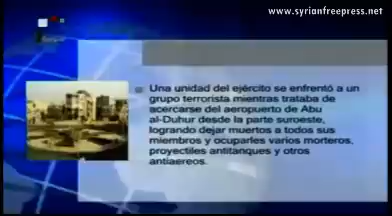 www.syrianfreepress.net
Una unidad del ejército se enfrentó a un
grupo terrorista mientras trataba de
acercarse del aeropuerto de Abu
al-Duhur desde la parte suroeste,
logrando dejar muertos a todos sus
miembros y ocuparles varios morteros,
proyectiles antitanques y otros
antiaereos.